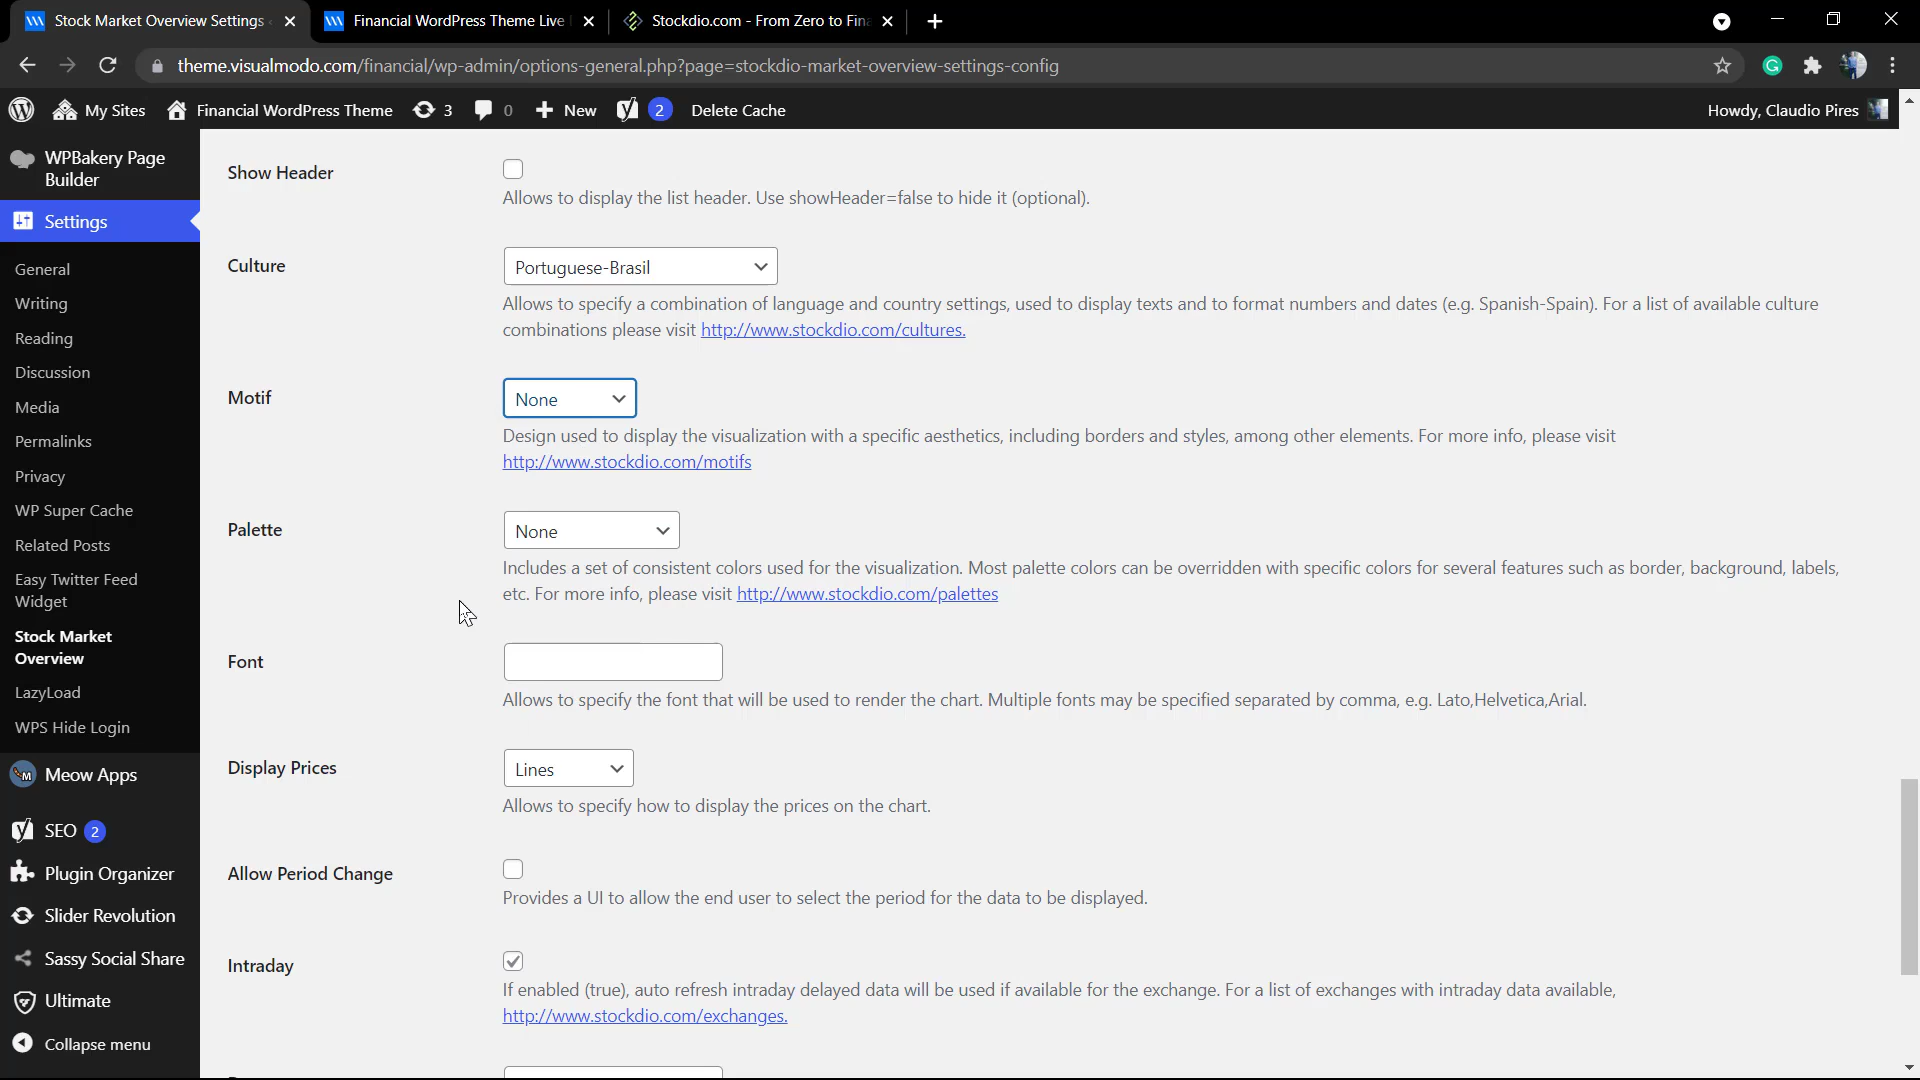 Stock Market Overview Settings
Financial WordPress Theme Live
Stockdio.com - From Zero to Fin
theme.visualmodo.com/financial/wp-admin/options-general.php?page=stockdio-market-overview-settings-config
My Sites
Financial WordPress Theme
3
0
New
2
Delete Cache
Howdy, Claudio Pires
WPBakery Page
Builder
Settings
General
Writing
Reading
Discussion
Media
Permalinks
Privacy
WP Super Cache
Related Posts
Easy Twitter Feed
Widget
Stock Market
Overview
LazyLoad
WPS Hide Login
Meow Apps
SEO 2
Plugin Organizer
Slider Revolution
Sassy Social Share
Ultimate
Collapse menu
Show Header
Allows to display the list header. Use showHeader=false to hide it (optional).
Culture
Portuguese-Brasil
Allows to specify a combination of language and country settings, used to display texts and to format numbers and dates (e.g. Spanish-Spain). For a list of available culture
combinations please visit http://www.stockdio.com/cultures.
Motif
None
Design used to display the visualization with a specific aesthetics, including borders and styles, among other elements. For more info, please visit
http://www.stockdio.com/motifs
Palette
None
Includes a set of consistent colors used for the visualization. Most palette colors can be overridden with specific colors for several features such as border, background, labels,
etc. For more info, please visit http://www.stockdio.com/palettes
Font
Allows to specify the font that will be used to render the chart. Multiple fonts may be specified separated by comma, e.g. Lato,Helvetica,Arial.
Display Prices
Lines
Allows to specify how to display the prices on the chart.
Allow Period Change
Provides a UI to allow the end user to select the period for the data to be displayed.
Intraday
If enabled (true), auto refresh intraday delayed data will be used if available for the exchange. For a list of exchanges with intraday data available,
http://www.stockdio.com/exchanges.